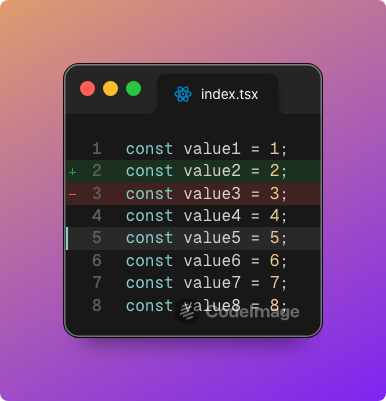 index.tsx
1 const value1 = 1;
+ 2 const value2 = 2;
- 3 const value3 = 3;
4 const value4 = 4;
5 const value5 = 5;
6 const value6 = 6;
7 const value7 = 7;
8 const value8 = 8;
CodeImage